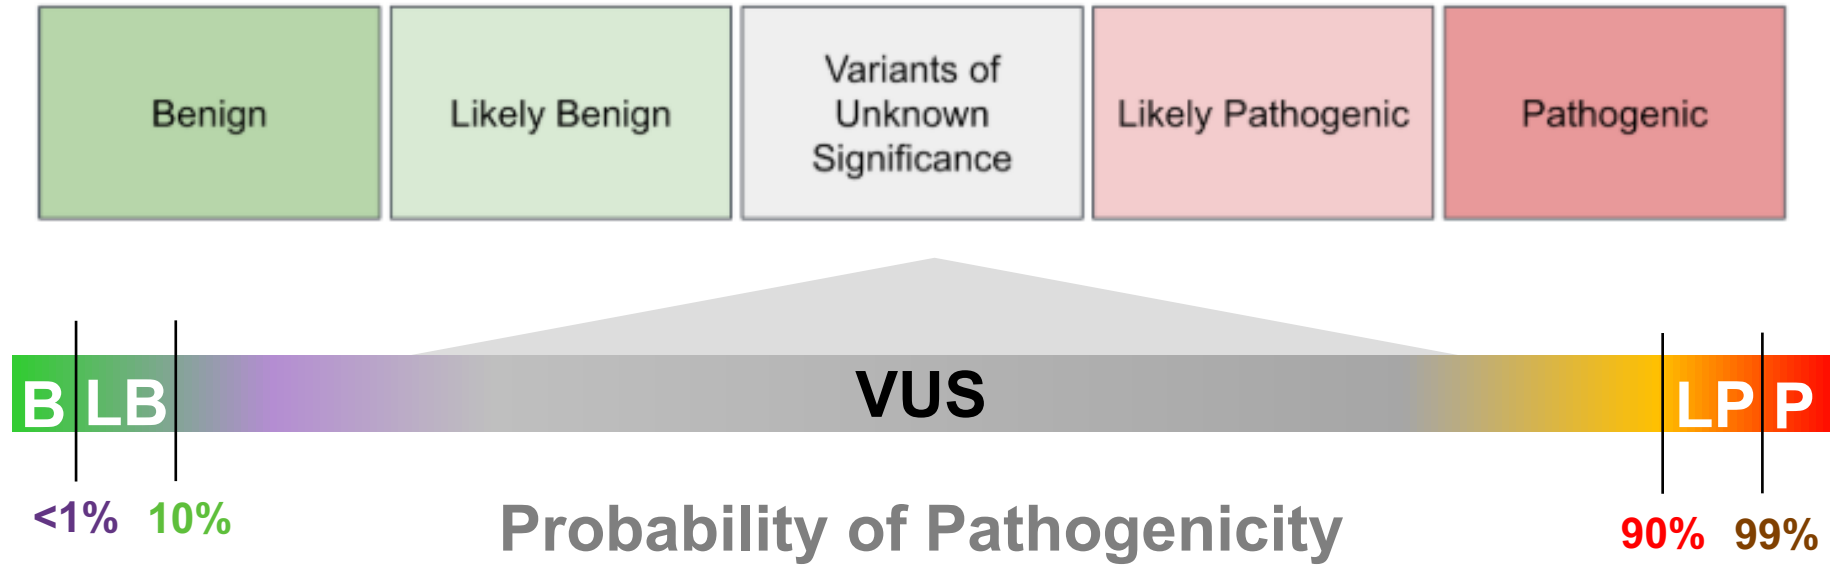 Benign
Likely Benign
Variants of
Unknown
Significance
Likely Pathogenic
Pathogenic
B
LB
VUS
LP
P
<1%
10%
Probability of Pathogenicity
90%
99%